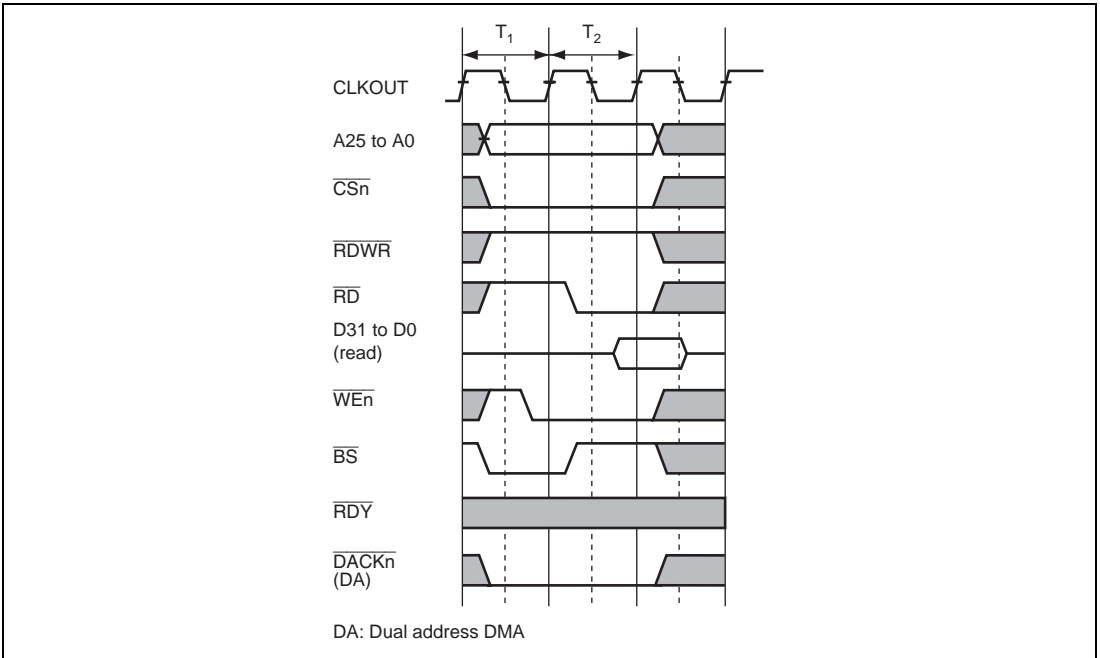 T1 T2
CLKOUT
A25 to A0
CSn
RDWR
RD
D31 to D0
(read)
WEn
BS
RDY
DACKn
(DA)
DA: Dual address DMA